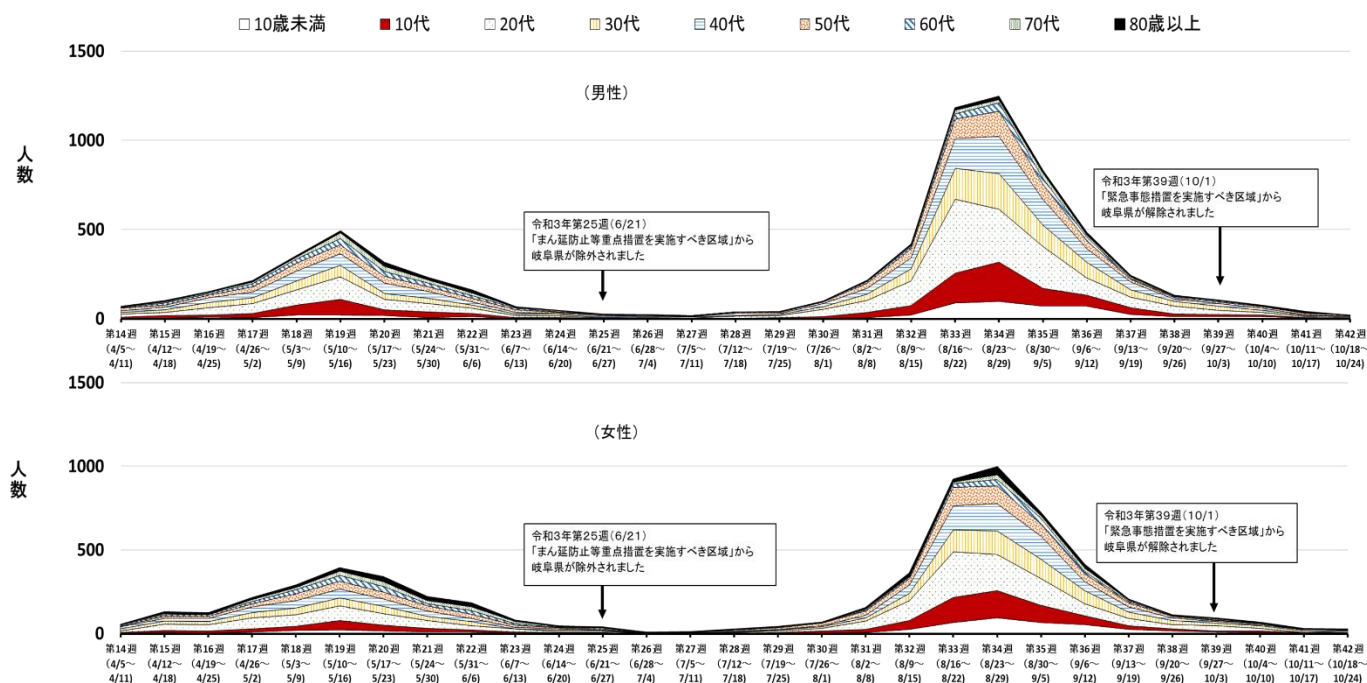 10歳未満 10代 20代 30代 40代 50代 60代 70代 80歳以上
1500
(男性)
1000
人数
500
0
令和3年第25週(6/21)
「まん延防止等重点措置を実施すべき区域」から
岐阜県が除外されました
令和3年第39週(10/1)
「緊急事態措置を実施すべき区域」から
岐阜県が解除されました
第14週 第15週 第16週 第17週 第18週 第19週 第20週 第21週 第22週 第23週 第24週 第25週 第26週 第27週 第28週 第29週 第30週 第31週 第32週 第33週 第34週 第35週 第36週 第37週 第38週 第39週 第40週 第41週 第42週
(4/5～ (4/12～ (4/19～ (4/26～ (5/3～ (5/10～ (5/17～ (5/24～ (5/31～ (6/7～ (6/14～ (6/21～ (6/28～ (7/5～ (7/12～ (7/19～ (7/26～ (8/2～ (8/9～ (8/16～ (8/23～ (8/30～ (9/6～ (9/13～ (9/20～ (9/27～ (10/4～ (10/11～ (10/18～
4/11) 4/18) 4/25) 5/2) 5/9) 5/16) 5/23) 5/30) 6/6) 6/13) 6/20) 6/27) 7/4) 7/11) 7/18) 7/25) 8/1) 8/8) 8/15) 8/22) 8/29) 9/5) 9/12) 9/19) 9/26) 10/3) 10/10) 10/17) 10/24)
1500
(女性)
1000
人数
500
0
令和3年第25週(6/21)
「まん延防止等重点措置を実施すべき区域」から
岐阜県が除外されました
令和3年第39週(10/1)
「緊急事態措置を実施すべき区域」から
岐阜県が解除されました
第14週 第15週 第16週 第17週 第18週 第19週 第20週 第21週 第22週 第23週 第24週 第25週 第26週 第27週 第28週 第29週 第30週 第31週 第32週 第33週 第34週 第35週 第36週 第37週 第38週 第39週 第40週 第41週 第42週
(4/5～ (4/12～ (4/19～ (4/26～ (5/3～ (5/10～ (5/17～ (5/24～ (5/31～ (6/7～ (6/14～ (6/21～ (6/28～ (7/5～ (7/12～ (7/19～ (7/26～ (8/2～ (8/9～ (8/16～ (8/23～ (8/30～ (9/6～ (9/13～ (9/20～ (9/27～ (10/4～ (10/11～ (10/18～
4/11) 4/18) 4/25) 5/2) 5/9) 5/16) 5/23) 5/30) 6/6) 6/13) 6/20) 6/27) 7/4) 7/11) 7/18) 7/25) 8/1) 8/8) 8/15) 8/22) 8/29) 9/5) 9/12) 9/19) 9/26) 10/3) 10/10) 10/17) 10/24)